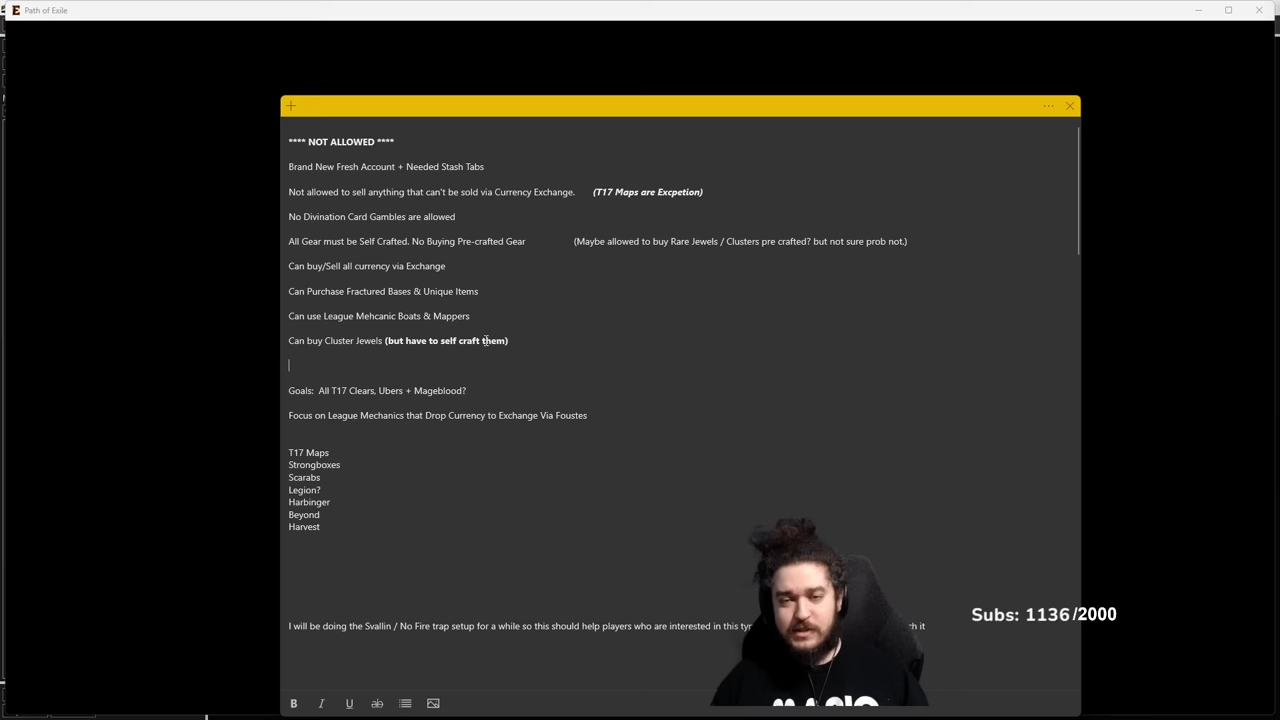 Path of Exile
**** NOT ALLOWED ****
Brand New Fresh Account + Needed Stash Tabs
Not allowed to sell anything that can't be sold via Currency Exchange. (T17 Maps are Excpetion)
No Divination Card Gambles are allowed
All Gear must be Self Crafted. No Buying Pre-crafted Gear (Maybe allowed to buy Rare Jewels / Clusters pre crafted? but not sure prob not.)
Can buy/Sell all currency via Exchange
Can Purchase Fractured Bases & Unique Items
Can use League Mehcanic Boats & Mappers
Can buy Cluster Jewels (but have to self craft them)
Goals: All T17 Clears, Ubers + Mageblood?
Focus on League Mechanics that Drop Currency to Exchange Via Foustes
T17 Maps
Strongboxes
Scarabs
Legion?
Harbinger
Beyond
Harvest
Subs: 1136/2000
I will be doing the Svallin / No Fire trap setup for a while so this should help players who are interested in this it
B I U ab